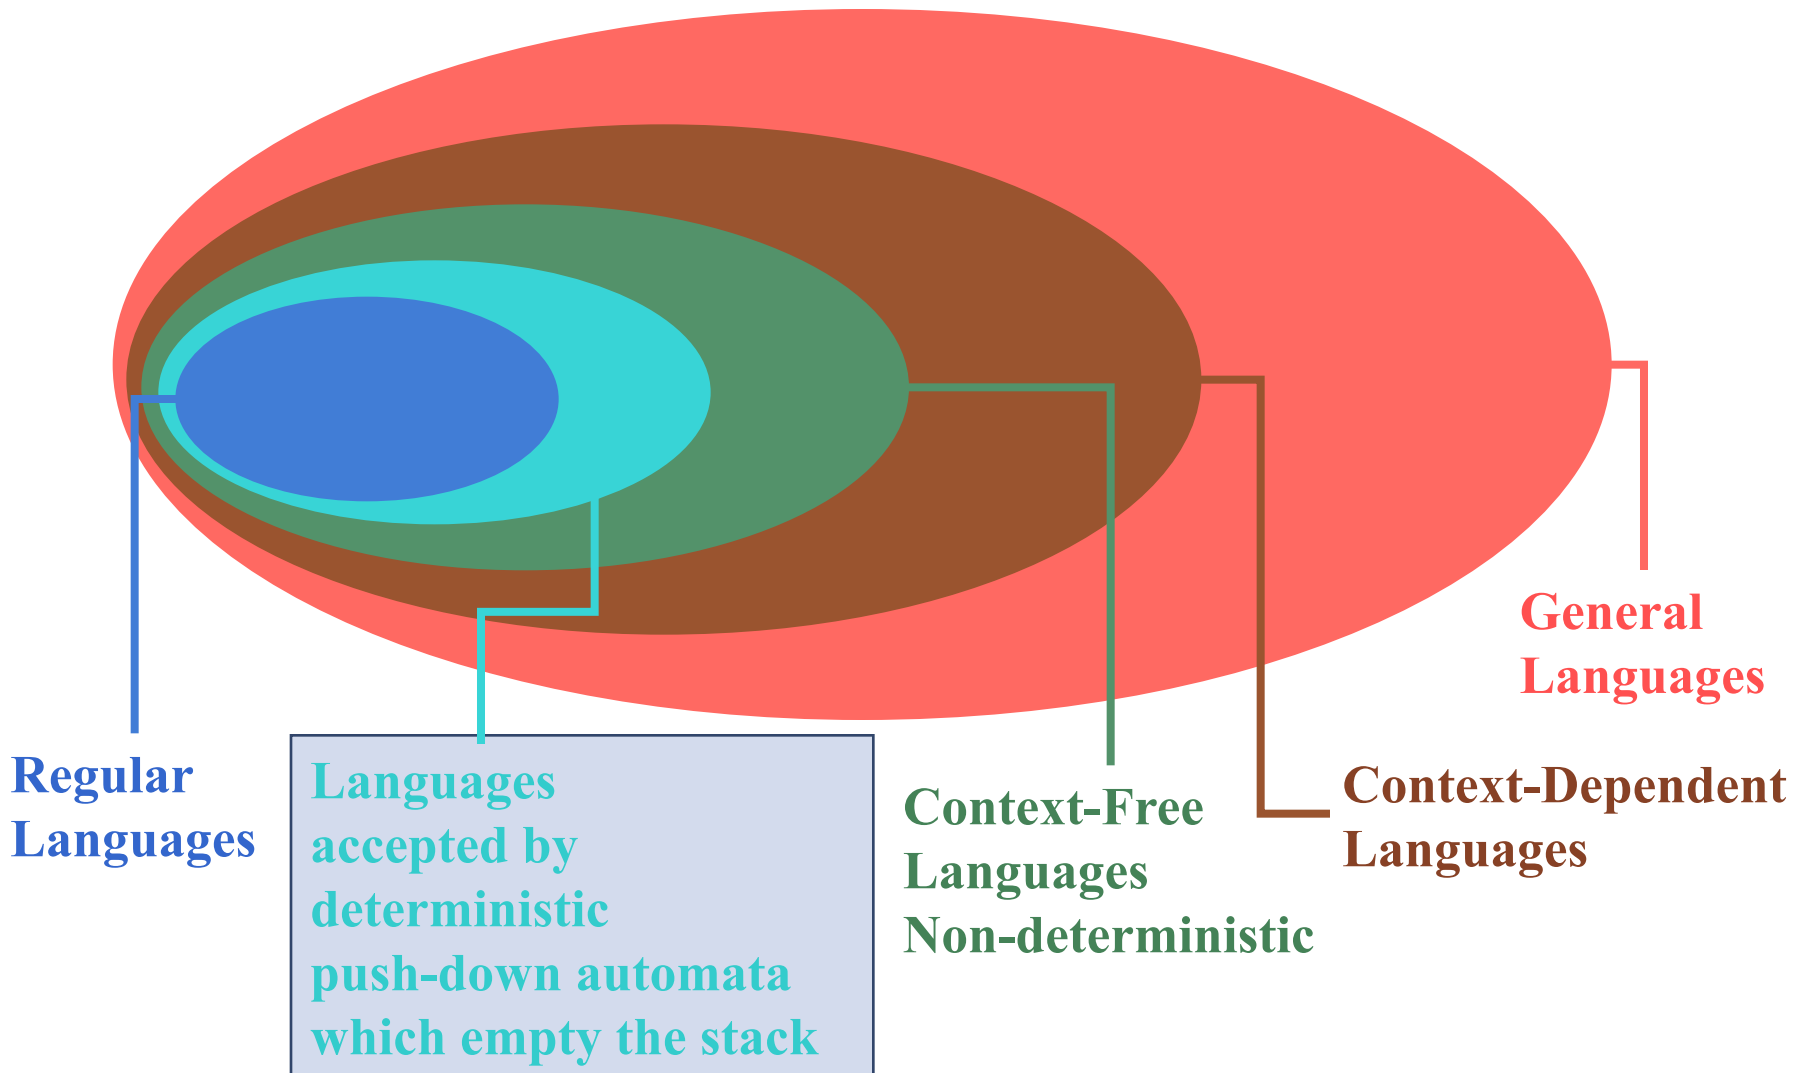 General
Languages
Regular
Languages
Languages
accepted by
deterministic
push-down automata
which empty the stack
Context-Free
Languages
Non-deterministic
Context-Dependent
Languages